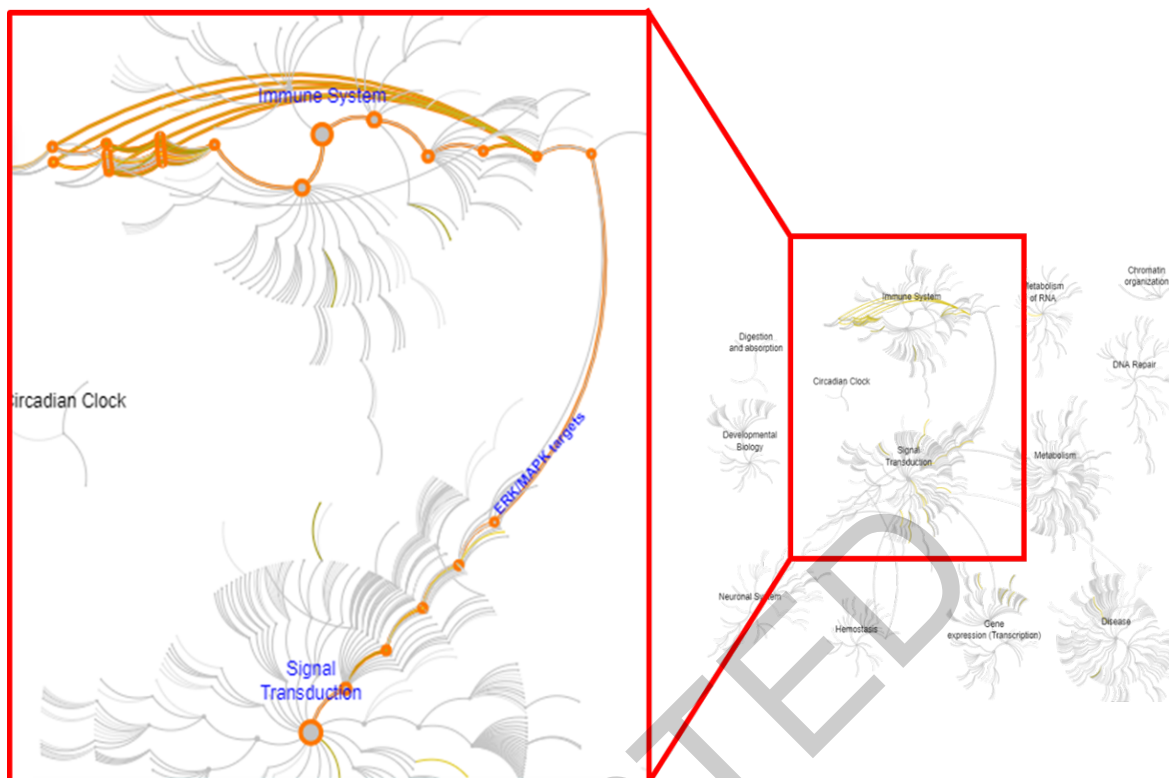 Immune System
ircadian Clock
ERK/MAPK targets
Signal
Transduction
Immune System
Metabolism
of RNA
Chromatin
organization
Digestion
and absorption
DNA Repair
Circadian Clock
Developmental
Biology
Signal
Transduction
Metabolism
Neuronal System
Hemostasis
Gene
expression (Transcription)
Disease
TED